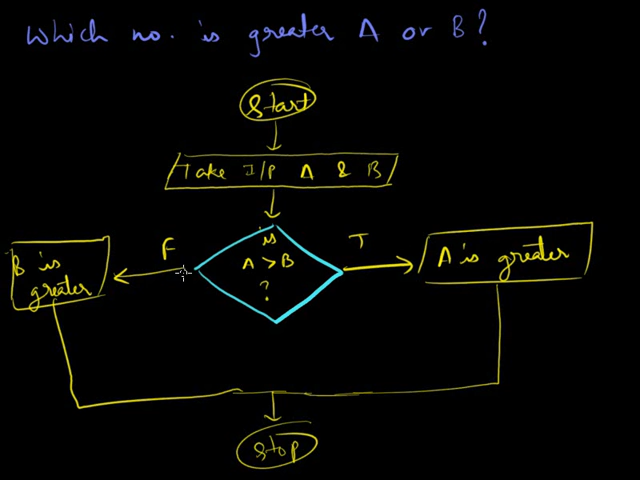 Which no. is greater A or B?
Start
Take I/P A & B
is
A > B
?
F
T
B is
greater
A is greater
Stop